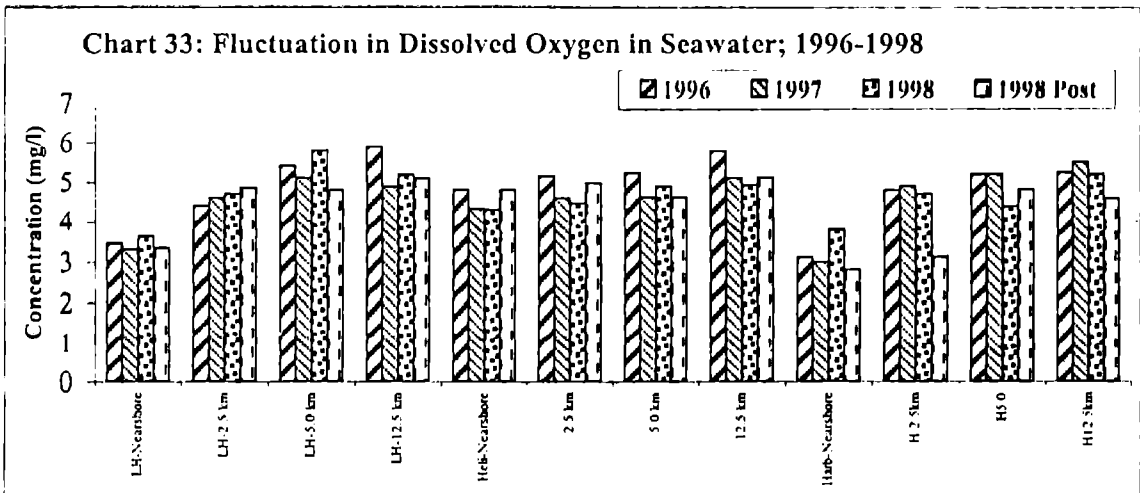 Chart 33: Fluctuation in Dissolved Oxygen in Seawater; 1996-1998
1996 1997 1998 1998 Post
Concentration (mg/l)
7
6
5
4
3
2
1
0
LH-Nearshore
LH-2 5 km
LH-5.0 km
LH-12.5 km
Heli-Nearshore
2 5 km
5 0 km
12 5 km
Harb-Nearshore
H 2 5km
H5 0
H12 5km